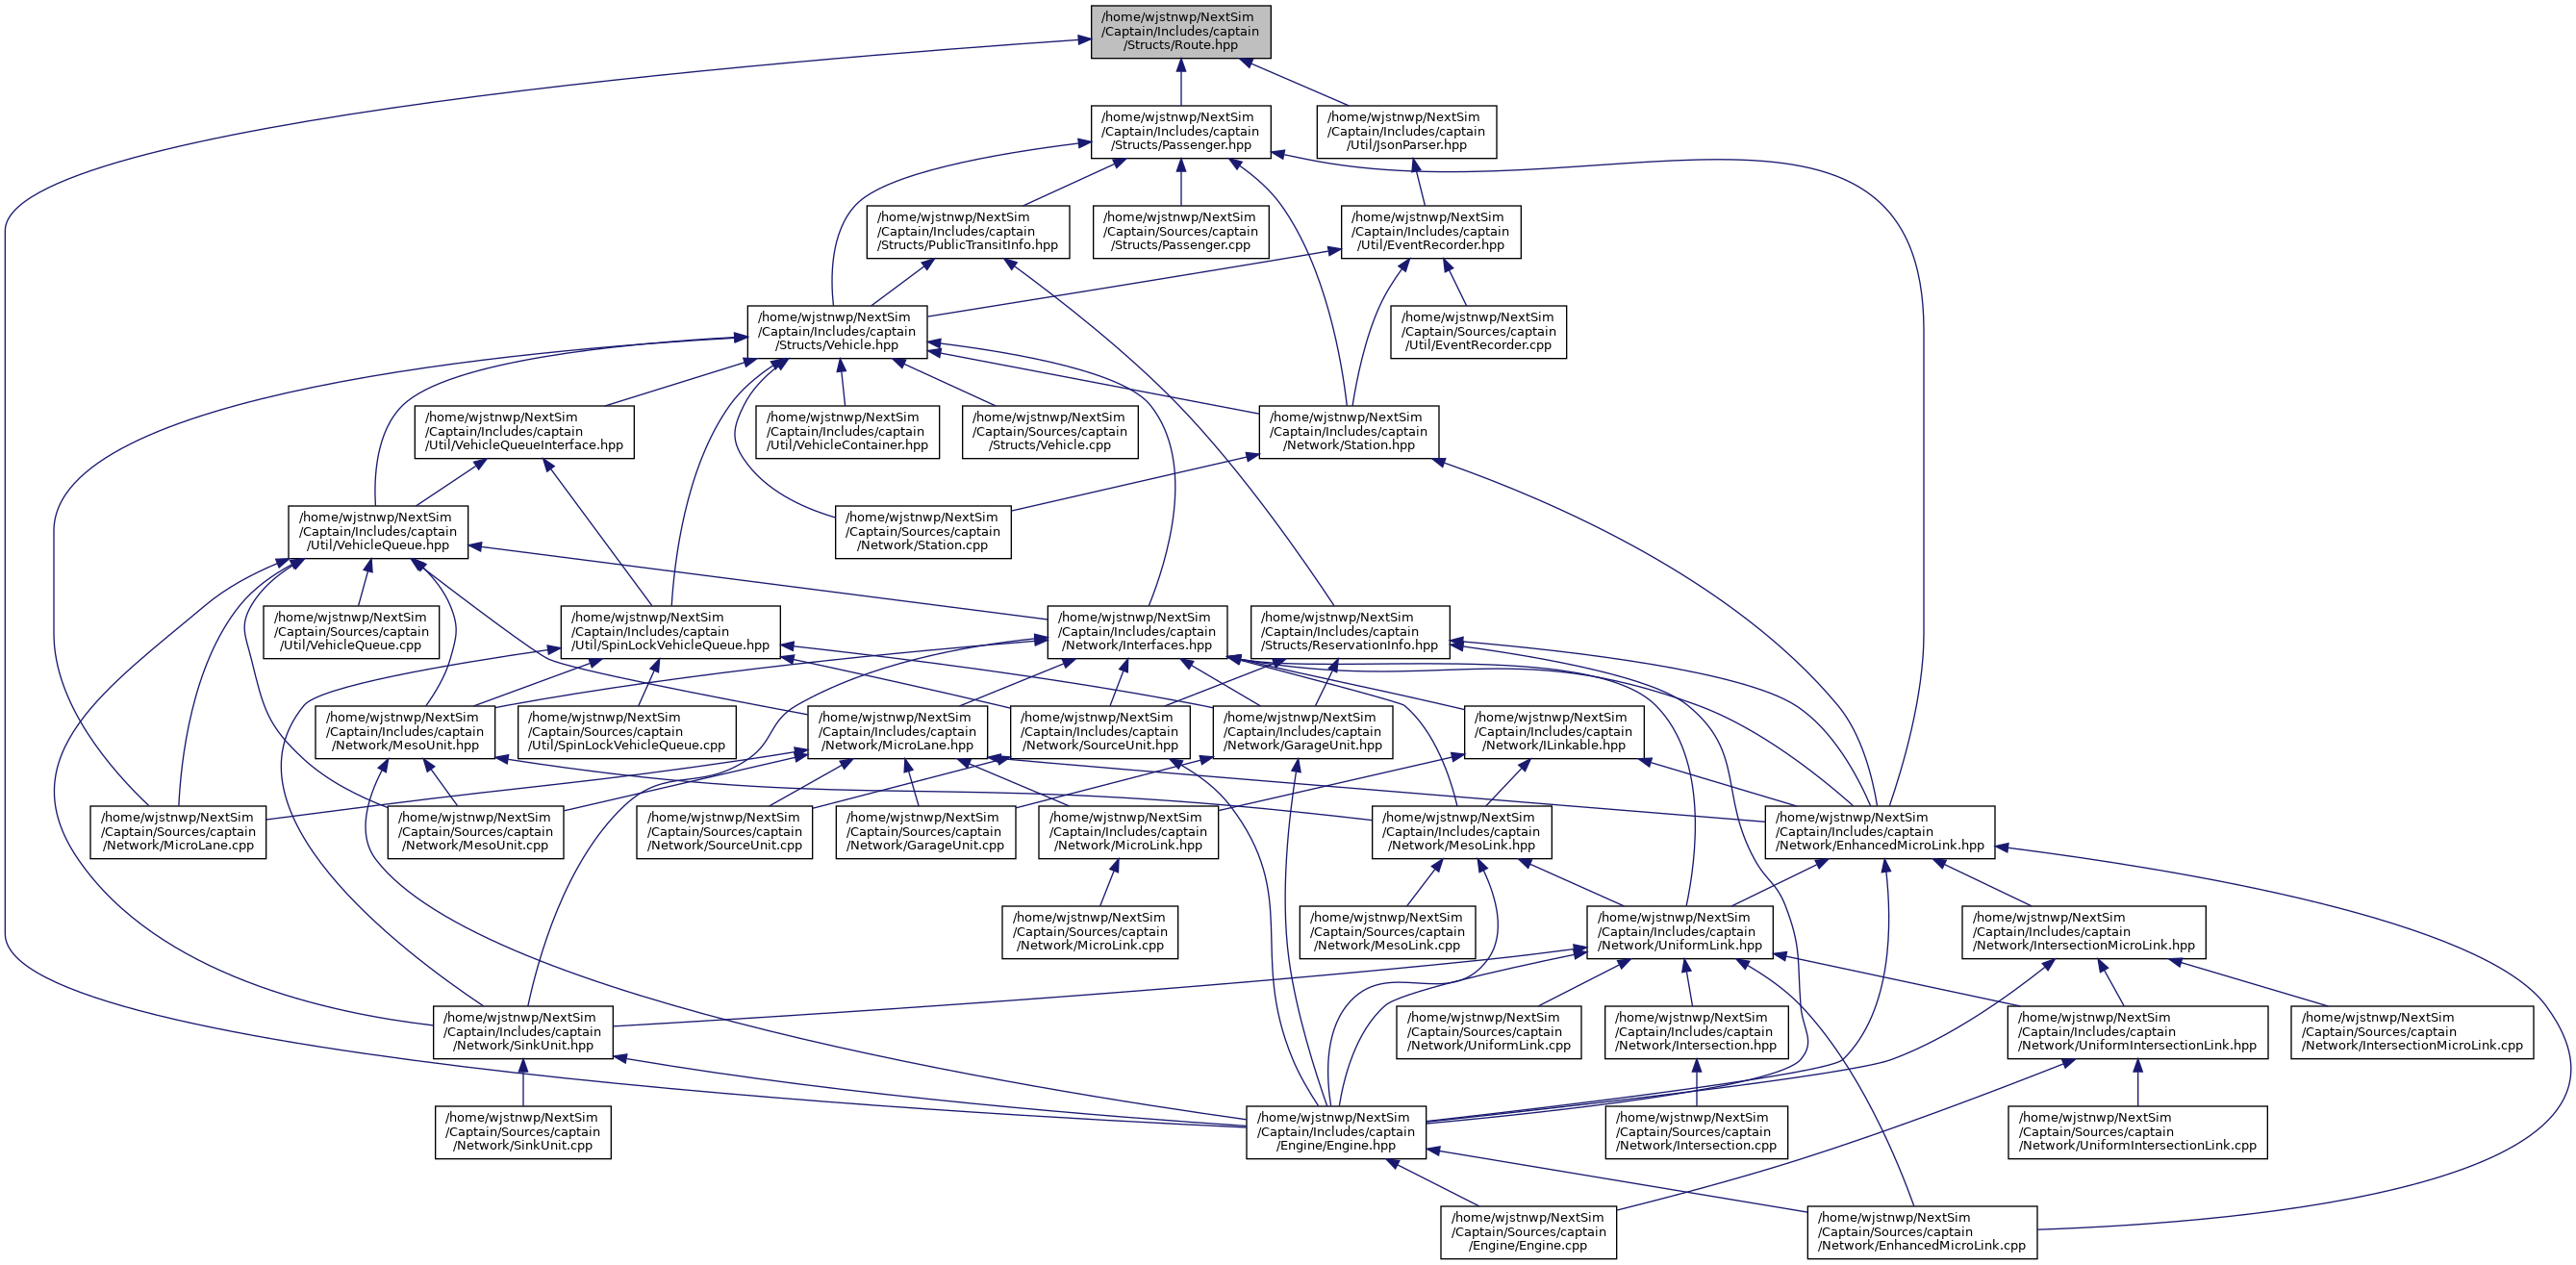 /home/wjstnwp/NextSim
/Captain/Includes/captain
/Structs/Route.hpp
/home/wjstnwp/NextSim
/Captain/Includes/captain
/Structs/Passenger.hpp
/home/wjstnwp/NextSim
/Captain/Includes/captain
/Util/JsonParser.hpp
/home/wjstnwp/NextSim
/Captain/Includes/captain
/Structs/PublicTransitInfo.hpp
/home/wjstnwp/NextSim
/Captain/Sources/captain
/Structs/Passenger.cpp
/home/wjstnwp/NextSim
/Captain/Includes/captain
/Util/EventRecorder.hpp
/home/wjstnwp/NextSim
/Captain/Includes/captain
/Structs/Vehicle.hpp
/home/wjstnwp/NextSim
/Captain/Sources/captain
/Util/EventRecorder.cpp
/home/wjstnwp/NextSim
/Captain/Includes/captain
/Util/VehicleQueueInterface.hpp
/home/wjstnwp/NextSim
/Captain/Includes/captain
/Util/VehicleContainer.hpp
/home/wjstnwp/NextSim
/Captain/Sources/captain
/Structs/Vehicle.cpp
/home/wjstnwp/NextSim
/Captain/Includes/captain
/Network/Station.hpp
/home/wjstnwp/NextSim
/Captain/Includes/captain
/Util/VehicleQueue.hpp
/home/wjstnwp/NextSim
/Captain/Sources/captain
/Network/Station.cpp
/home/wjstnwp/NextSim
/Captain/Sources/captain
/Util/VehicleQueue.cpp
/home/wjstnwp/NextSim
/Captain/Includes/captain
/Util/SpinLockVehicleQueue.hpp
/home/wjstnwp/NextSim
/Captain/Includes/captain
/Network/Interfaces.hpp
/home/wjstnwp/NextSim
/Captain/Includes/captain
/Structs/ReservationInfo.hpp
/home/wjstnwp/NextSim
/Captain/Includes/captain
/Network/MesoUnit.hpp
/home/wjstnwp/NextSim
/Captain/Sources/captain
/Util/SpinLockVehicleQueue.cpp
/home/wjstnwp/NextSim
/Captain/Includes/captain
/Network/MicroLane.hpp
/home/wjstnwp/NextSim
/Captain/Includes/captain
/Network/SourceUnit.hpp
/home/wjstnwp/NextSim
/Captain/Includes/captain
/Network/GarageUnit.hpp
/home/wjstnwp/NextSim
/Captain/Includes/captain
/Network/ILinkable.hpp
/home/wjstnwp/NextSim
/Captain/Sources/captain
/Network/MicroLane.cpp
/home/wjstnwp/NextSim
/Captain/Sources/captain
/Network/MesoUnit.cpp
/home/wjstnwp/NextSim
/Captain/Sources/captain
/Network/SourceUnit.cpp
/home/wjstnwp/NextSim
/Captain/Sources/captain
/Network/GarageUnit.cpp
/home/wjstnwp/NextSim
/Captain/Includes/captain
/Network/MicroLink.hpp
/home/wjstnwp/NextSim
/Captain/Includes/captain
/Network/MesoLink.hpp
/home/wjstnwp/NextSim
/Captain/Includes/captain
/Network/EnhancedMicroLink.hpp
/home/wjstnwp/NextSim
/Captain/Sources/captain
/Network/MicroLink.cpp
/home/wjstnwp/NextSim
/Captain/Sources/captain
/Network/MesoLink.cpp
/home/wjstnwp/NextSim
/Captain/Includes/captain
/Network/UniformLink.hpp
/home/wjstnwp/NextSim
/Captain/Includes/captain
/Network/IntersectionMicroLink.hpp
/home/wjstnwp/NextSim
/Captain/Includes/captain
/Network/SinkUnit.hpp
/home/wjstnwp/NextSim
/Captain/Sources/captain
/Network/UniformLink.cpp
/home/wjstnwp/NextSim
/Captain/Includes/captain
/Network/Intersection.hpp
/home/wjstnwp/NextSim
/Captain/Includes/captain
/Network/UniformIntersectionLink.hpp
/home/wjstnwp/NextSim
/Captain/Sources/captain
/Network/IntersectionMicroLink.cpp
/home/wjstnwp/NextSim
/Captain/Sources/captain
/Network/SinkUnit.cpp
/home/wjstnwp/NextSim
/Captain/Includes/captain
/Engine/Engine.hpp
/home/wjstnwp/NextSim
/Captain/Sources/captain
/Network/Intersection.cpp
/home/wjstnwp/NextSim
/Captain/Sources/captain
/Network/UniformIntersectionLink.cpp
/home/wjstnwp/NextSim
/Captain/Sources/captain
/Engine/Engine.cpp
/home/wjstnwp/NextSim
/Captain/Sources/captain
/Network/EnhancedMicroLink.cpp